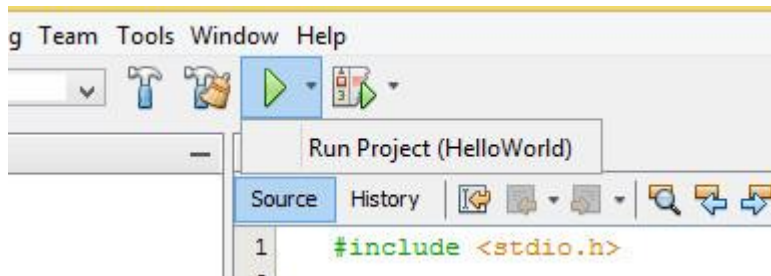 g Team Tools Window Help
Run Project (HelloWorld)
Source History
1 #include <stdio.h>